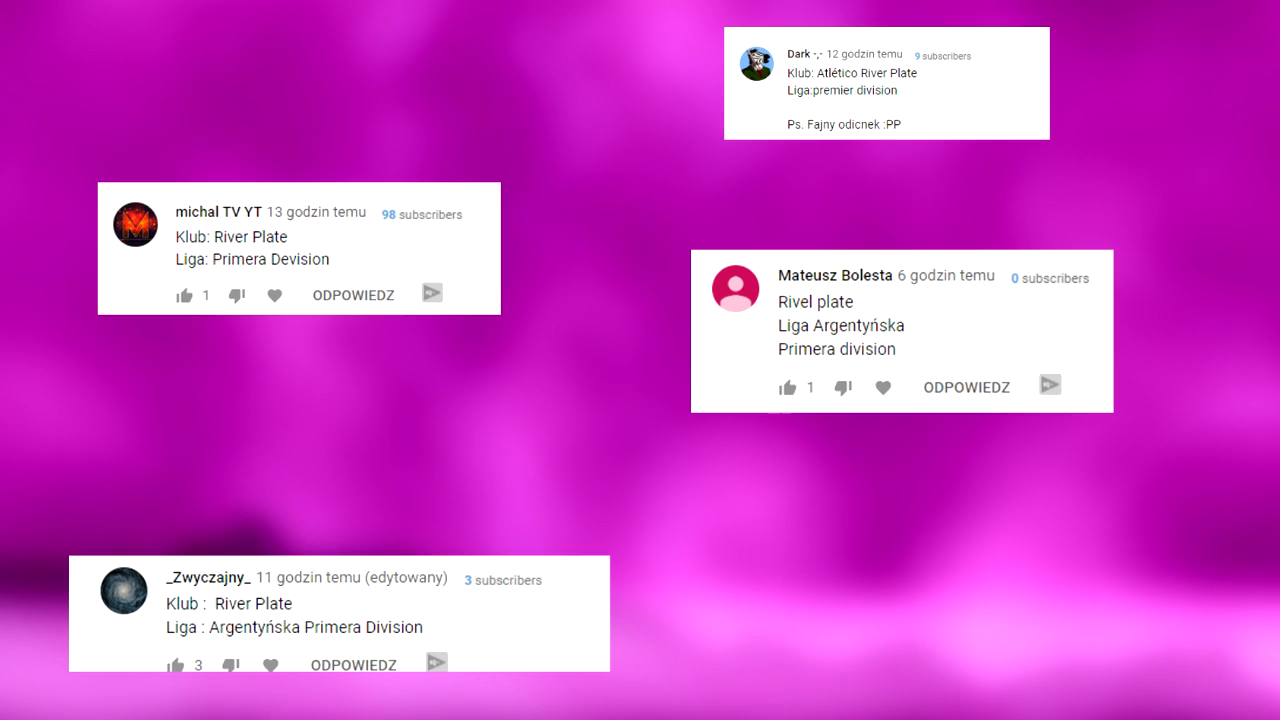 Dark -,- 12 godzin temu 9 subscribers
Klub: Atlético River Plate
Liga:premier division
Ps. Fajny odicnek :PP
michal TV YT 13 godzin temu 98 subscribers
Klub: River Plate
Liga: Primera Devision
1 ODPOWIEDZ
Mateusz Bolesta 6 godzin temu 0 subscribers
Rivel plate
Liga Argentyńska
Primera division
1 ODPOWIEDZ
_Zwyczajny_ 11 godzin temu (edytowany) 3 subscribers
Klub : River Plate
Liga : Argentyńska Primera Division
3 ODPOWIEDZ